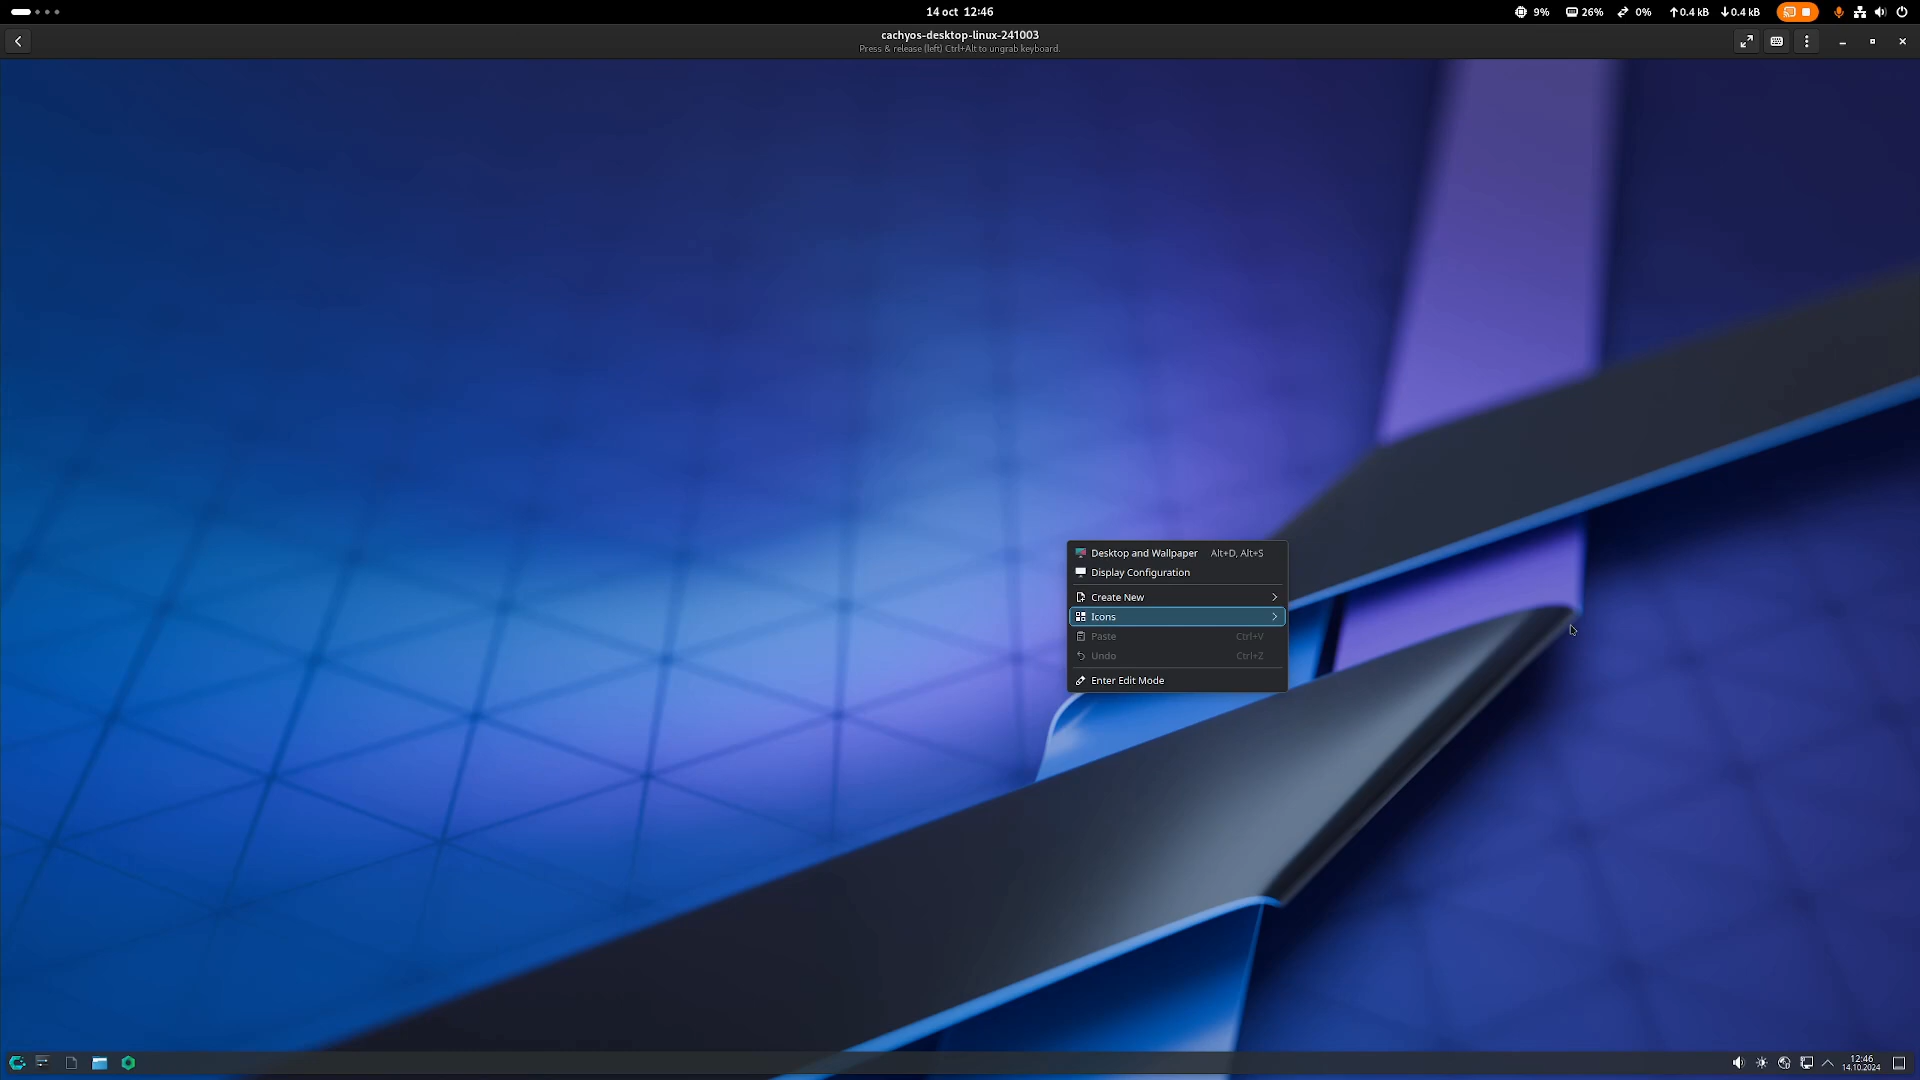 14 oct 12:46
9%
26%
0%
↑0.4 kB
↓0.4 kB
cachyos-desktop-linux-241003
Press & release (left) Ctrl+Alt to ungrab keyboard.
Desktop and Wallpaper Alt+D, Alt+S
Display Configuration
Create New
Icons
Paste Ctrl+V
Undo Ctrl+Z
Enter Edit Mode
12:46
14.10.2024